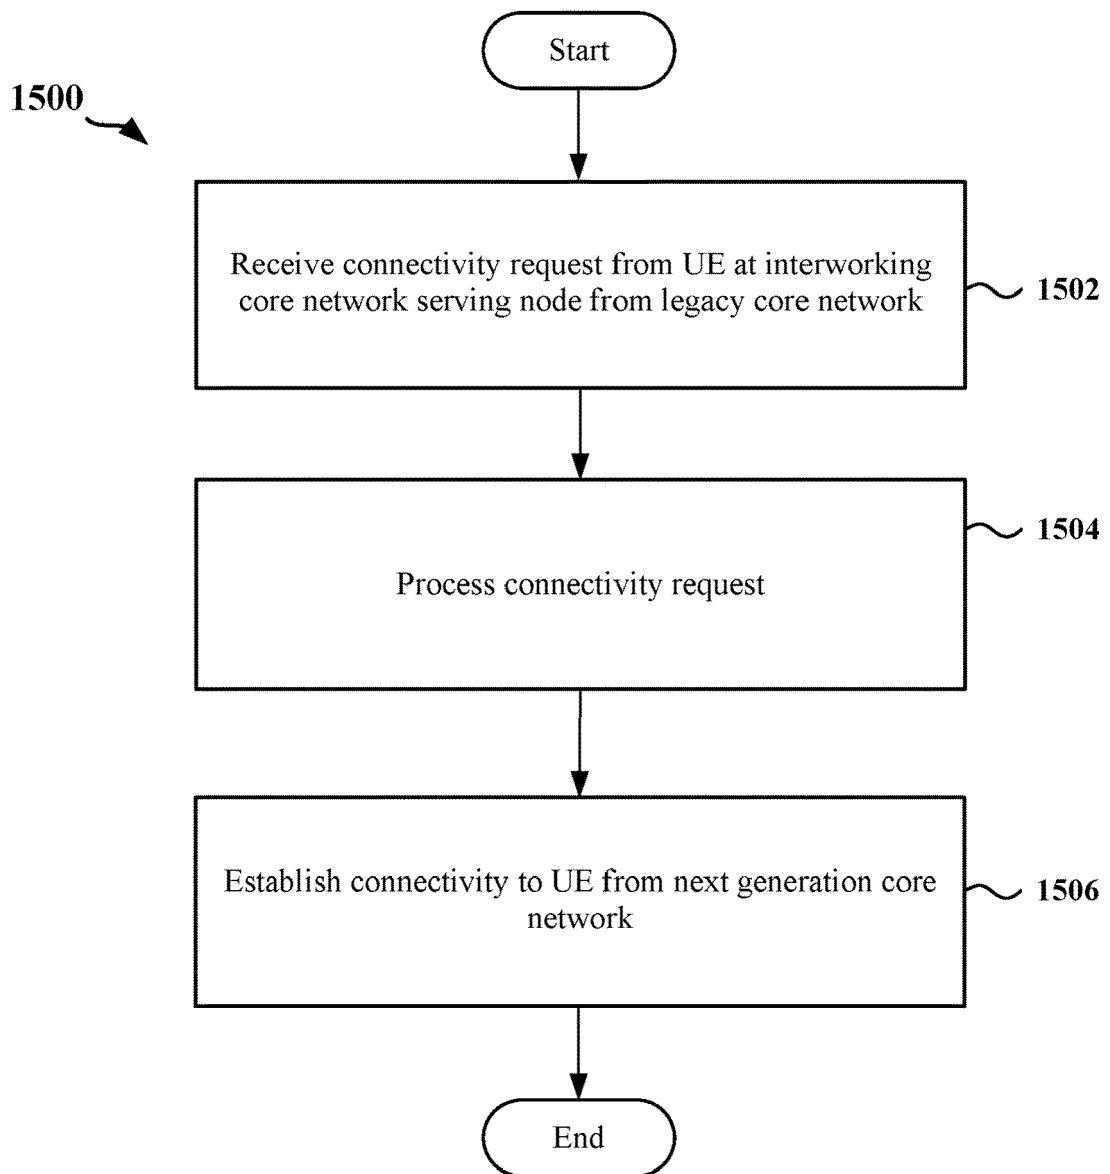 Start
1500
Receive connectivity request from UE at interworking
core network serving node from legacy core network
1502
Process connectivity request
1504
Establish connectivity to UE from next generation core
network
1506
End